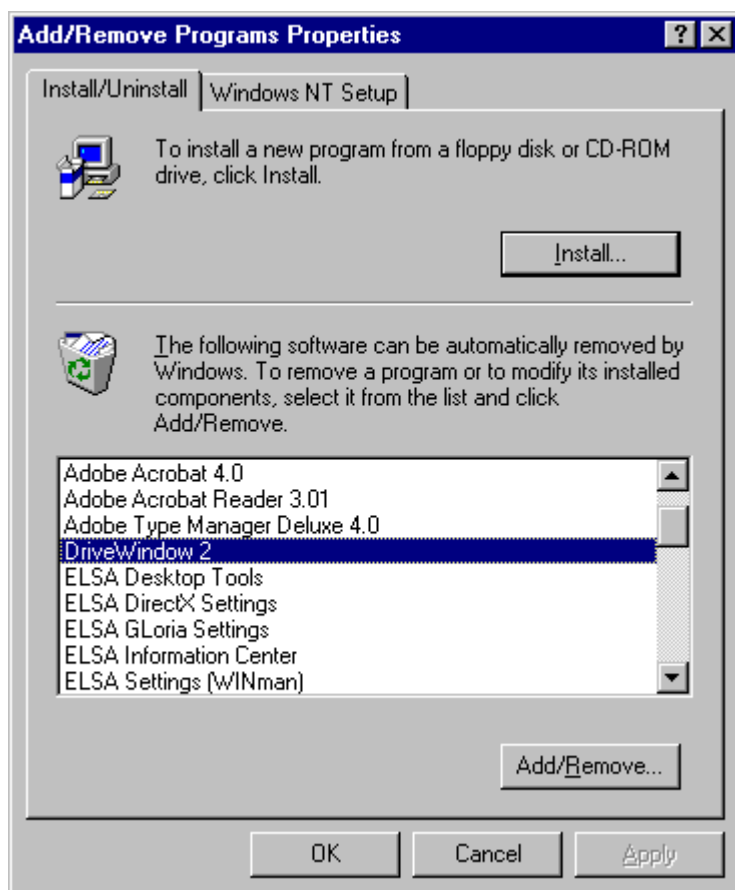 Add/Remove Programs Properties
Install/Uninstall
Windows NT Setup
To install a new program from a floppy disk or CD-ROM
drive, click Install.
Install...
The following software can be automatically removed by
Windows. To remove a program or to modify its installed
components, select it from the list and click
Add/Remove.
Adobe Acrobat 4.0
Adobe Acrobat Reader 3.01
Adobe Type Manager Deluxe 4.0
DriveWindow 2
ELSA Desktop Tools
ELSA DirectX Settings
ELSA GLoria Settings
ELSA Information Center
ELSA Settings (WINman)
Add/Remove...
OK
Cancel
Apply